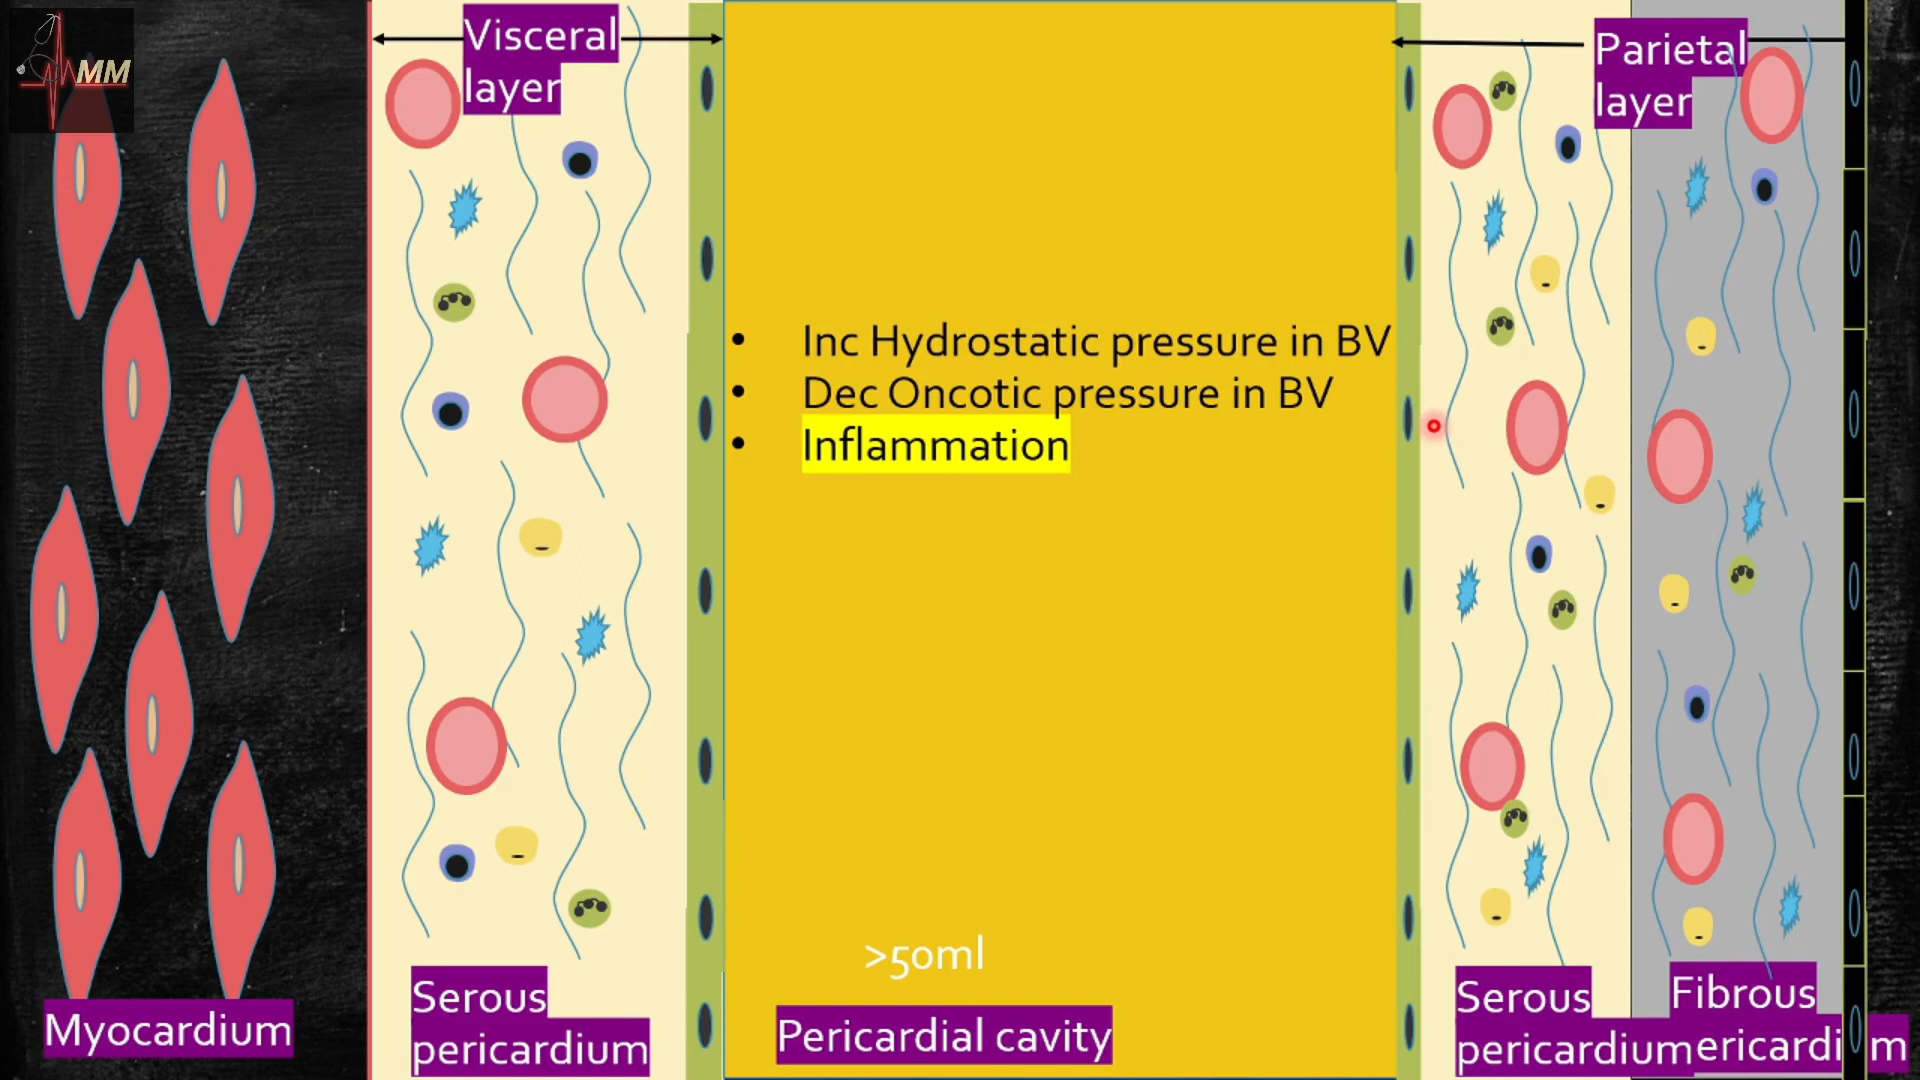 MM
Visceral
layer
Parietal
layer
• Inc Hydrostatic pressure in BV
• Dec Oncotic pressure in BV
• Inflammation
>50ml
Myocardium
Serous
pericardium
Pericardial cavity
Serous
pericardium
Fibrous
ericardi m